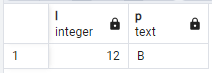 l p
integer text
1 12 B